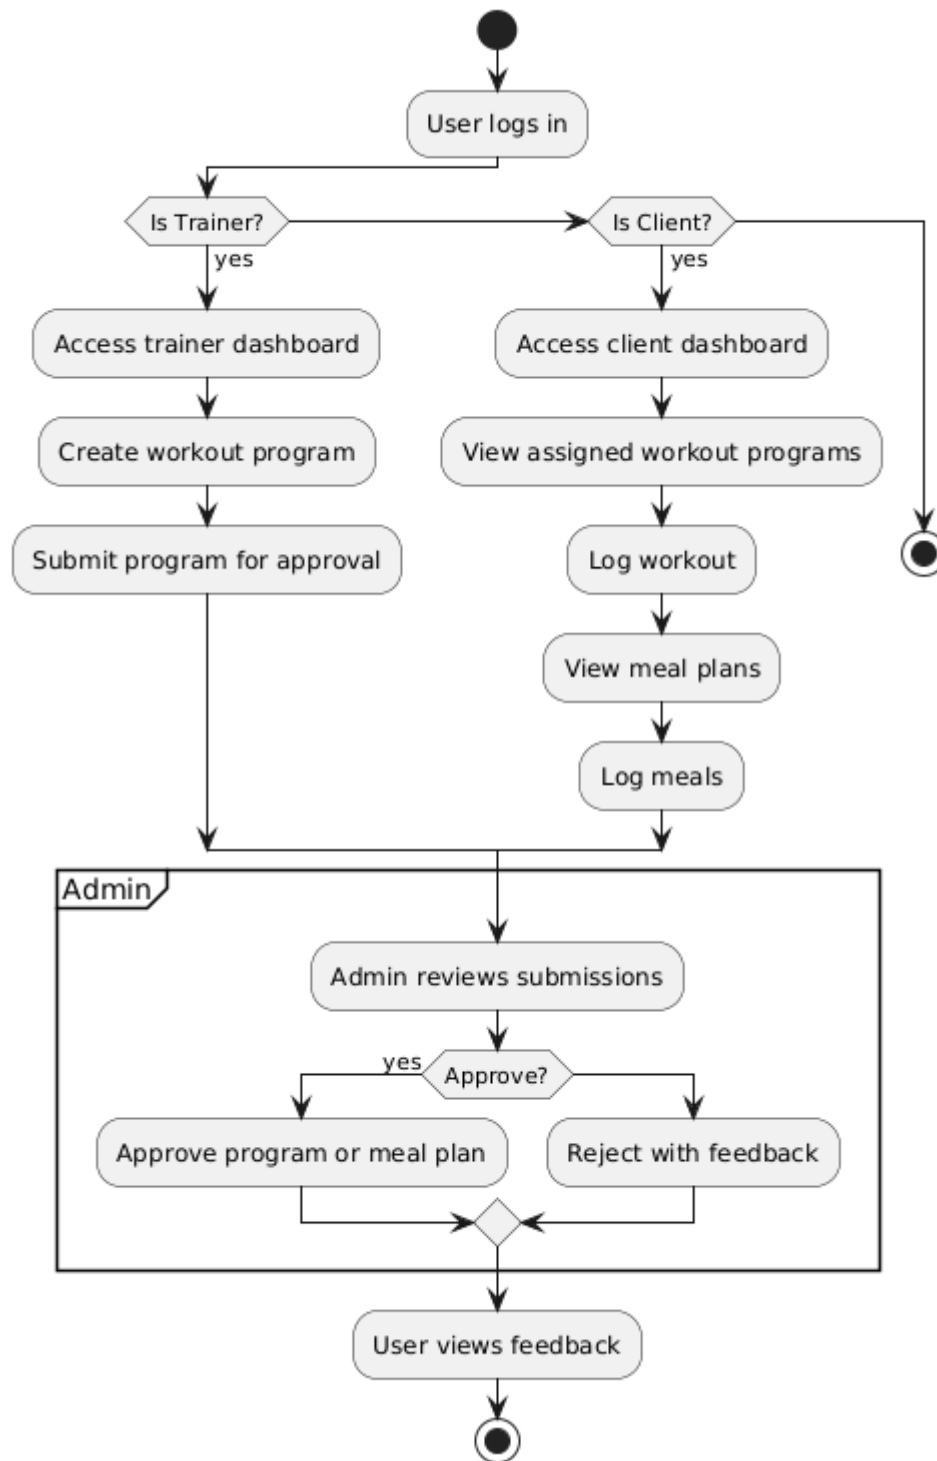 User logs in
Is Trainer?
Is Client?
yes
yes
Access trainer dashboard
Access client dashboard
Create workout program
View assigned workout programs
Submit program for approval
Log workout
View meal plans
Log meals
Admin
Admin reviews submissions
yes
Approve?
Approve program or meal plan
Reject with feedback
User views feedback